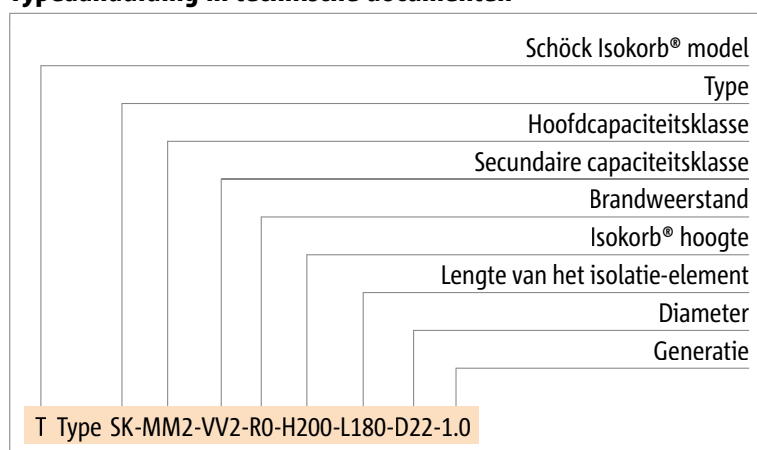 Schöck Isokorb® model
Type
Hoofdcapaciteitsklasse
Secundaire capaciteitsklasse
Brandweerstand
Isokorb® hoogte
Lengte van het isolatie-element
Diameter
Generatie
T Type SK-MM2-VV2-R0-H200-L180-D22-1.0